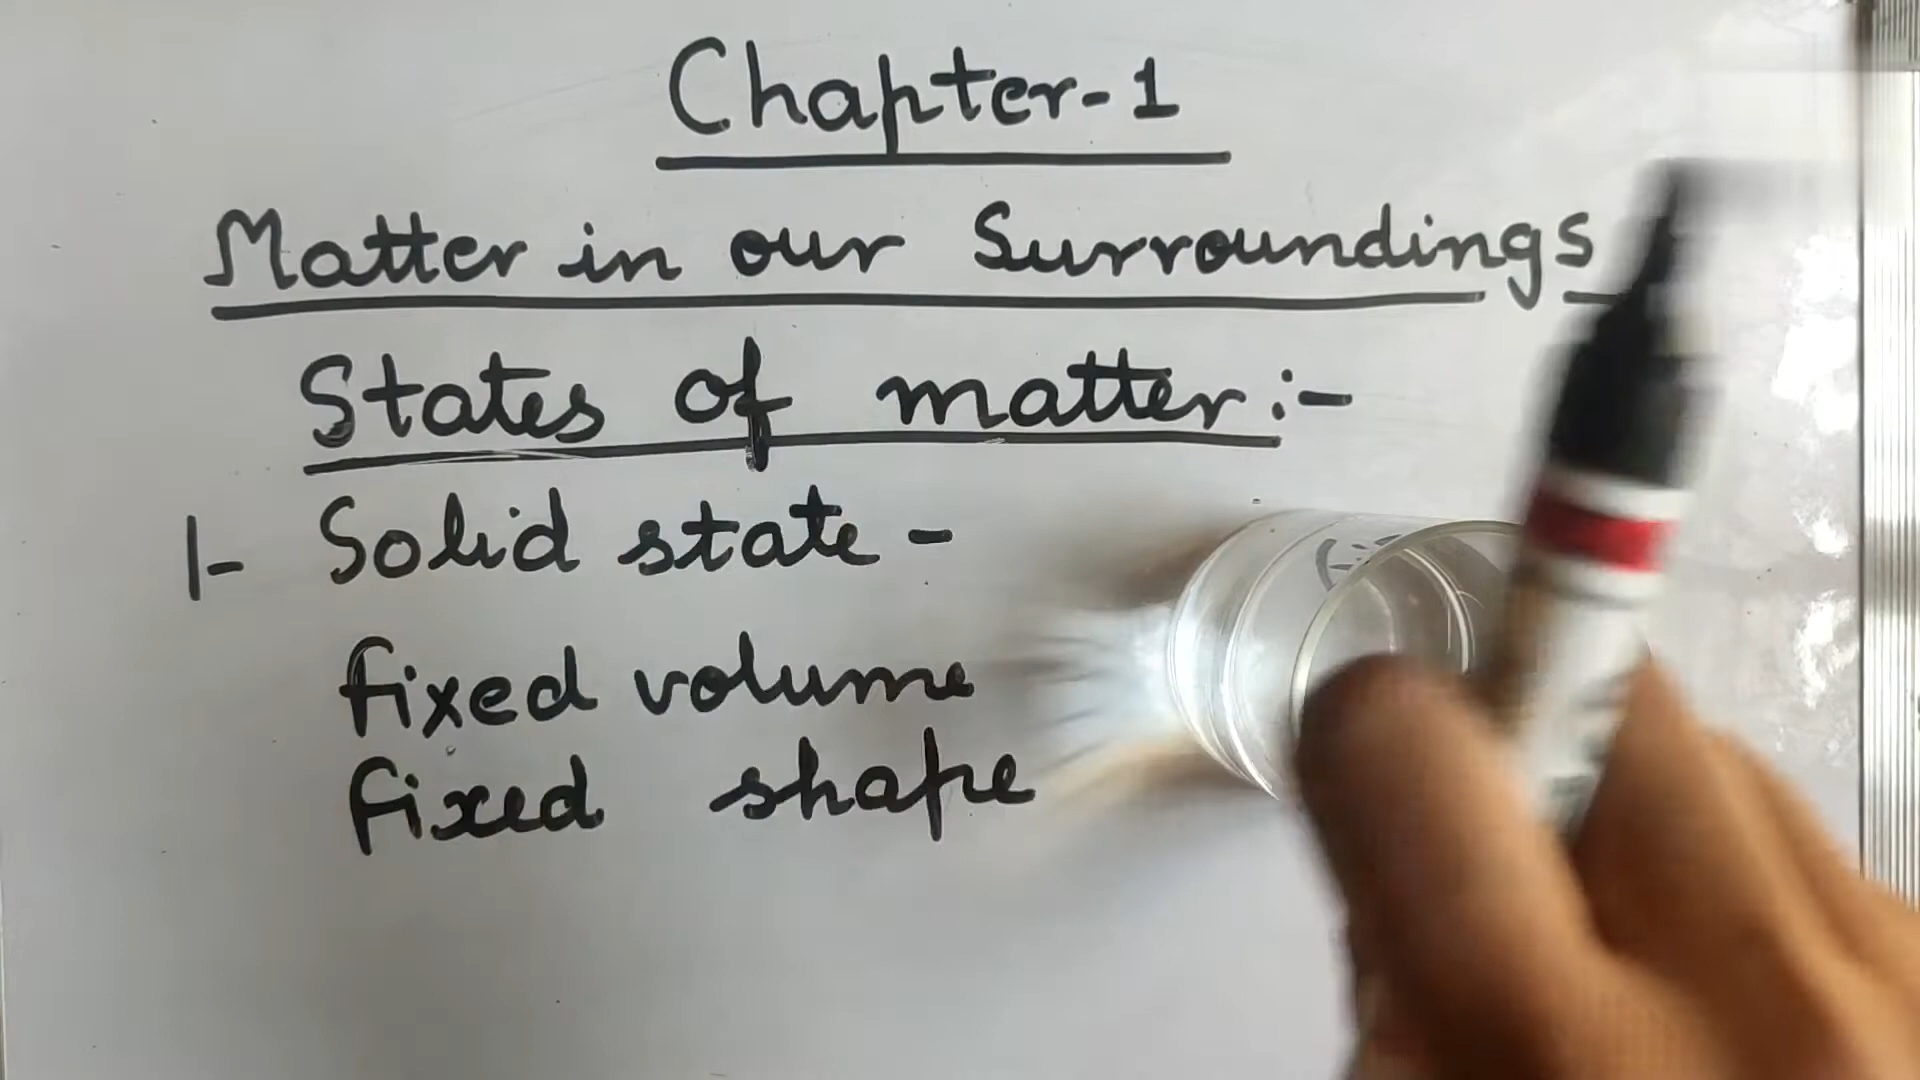 Chapter-1
Matter in our Surroundings
States of matter:-
1- Solid state -
fixed volume
fixed shape